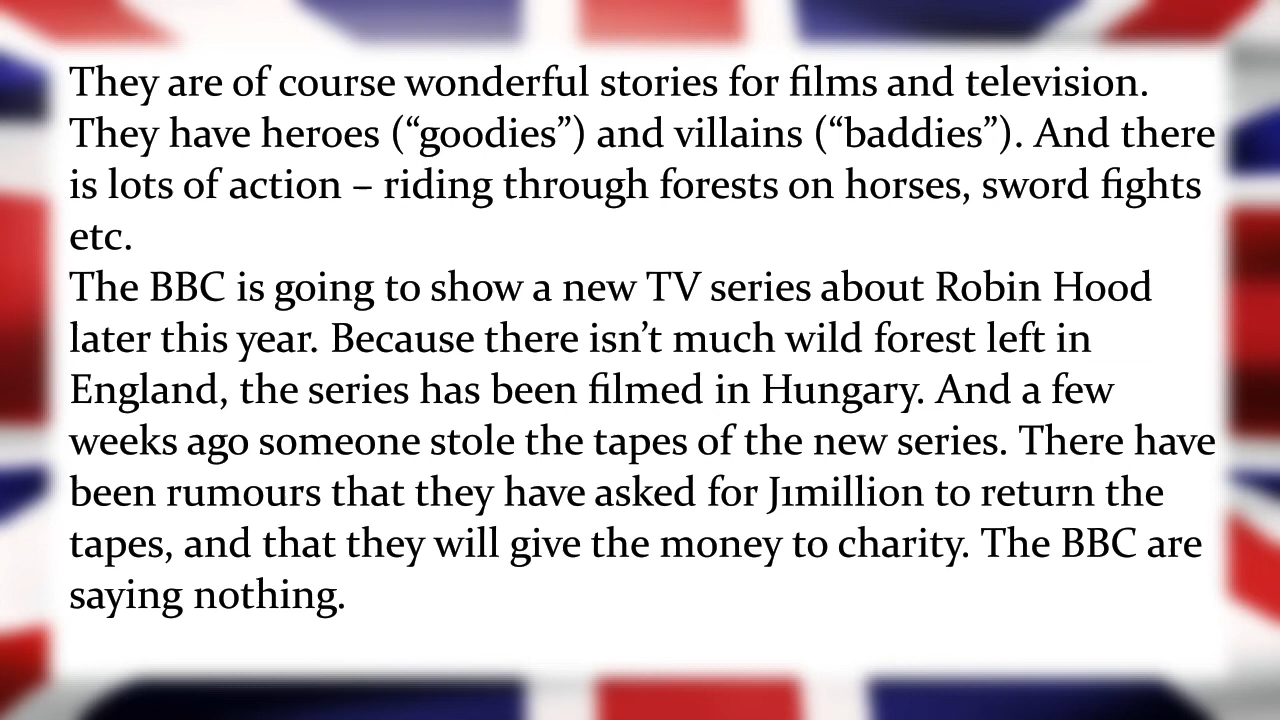 They are of course wonderful stories for films and television.
They have heroes (“goodies”) and villains (“baddies”). And there
is lots of action – riding through forests on horses, sword fights
etc.
The BBC is going to show a new TV series about Robin Hood
later this year. Because there isn’t much wild forest left in
England, the series has been filmed in Hungary. And a few
weeks ago someone stole the tapes of the new series. There have
been rumours that they have asked for J1million to return the
tapes, and that they will give the money to charity. The BBC are
saying nothing.